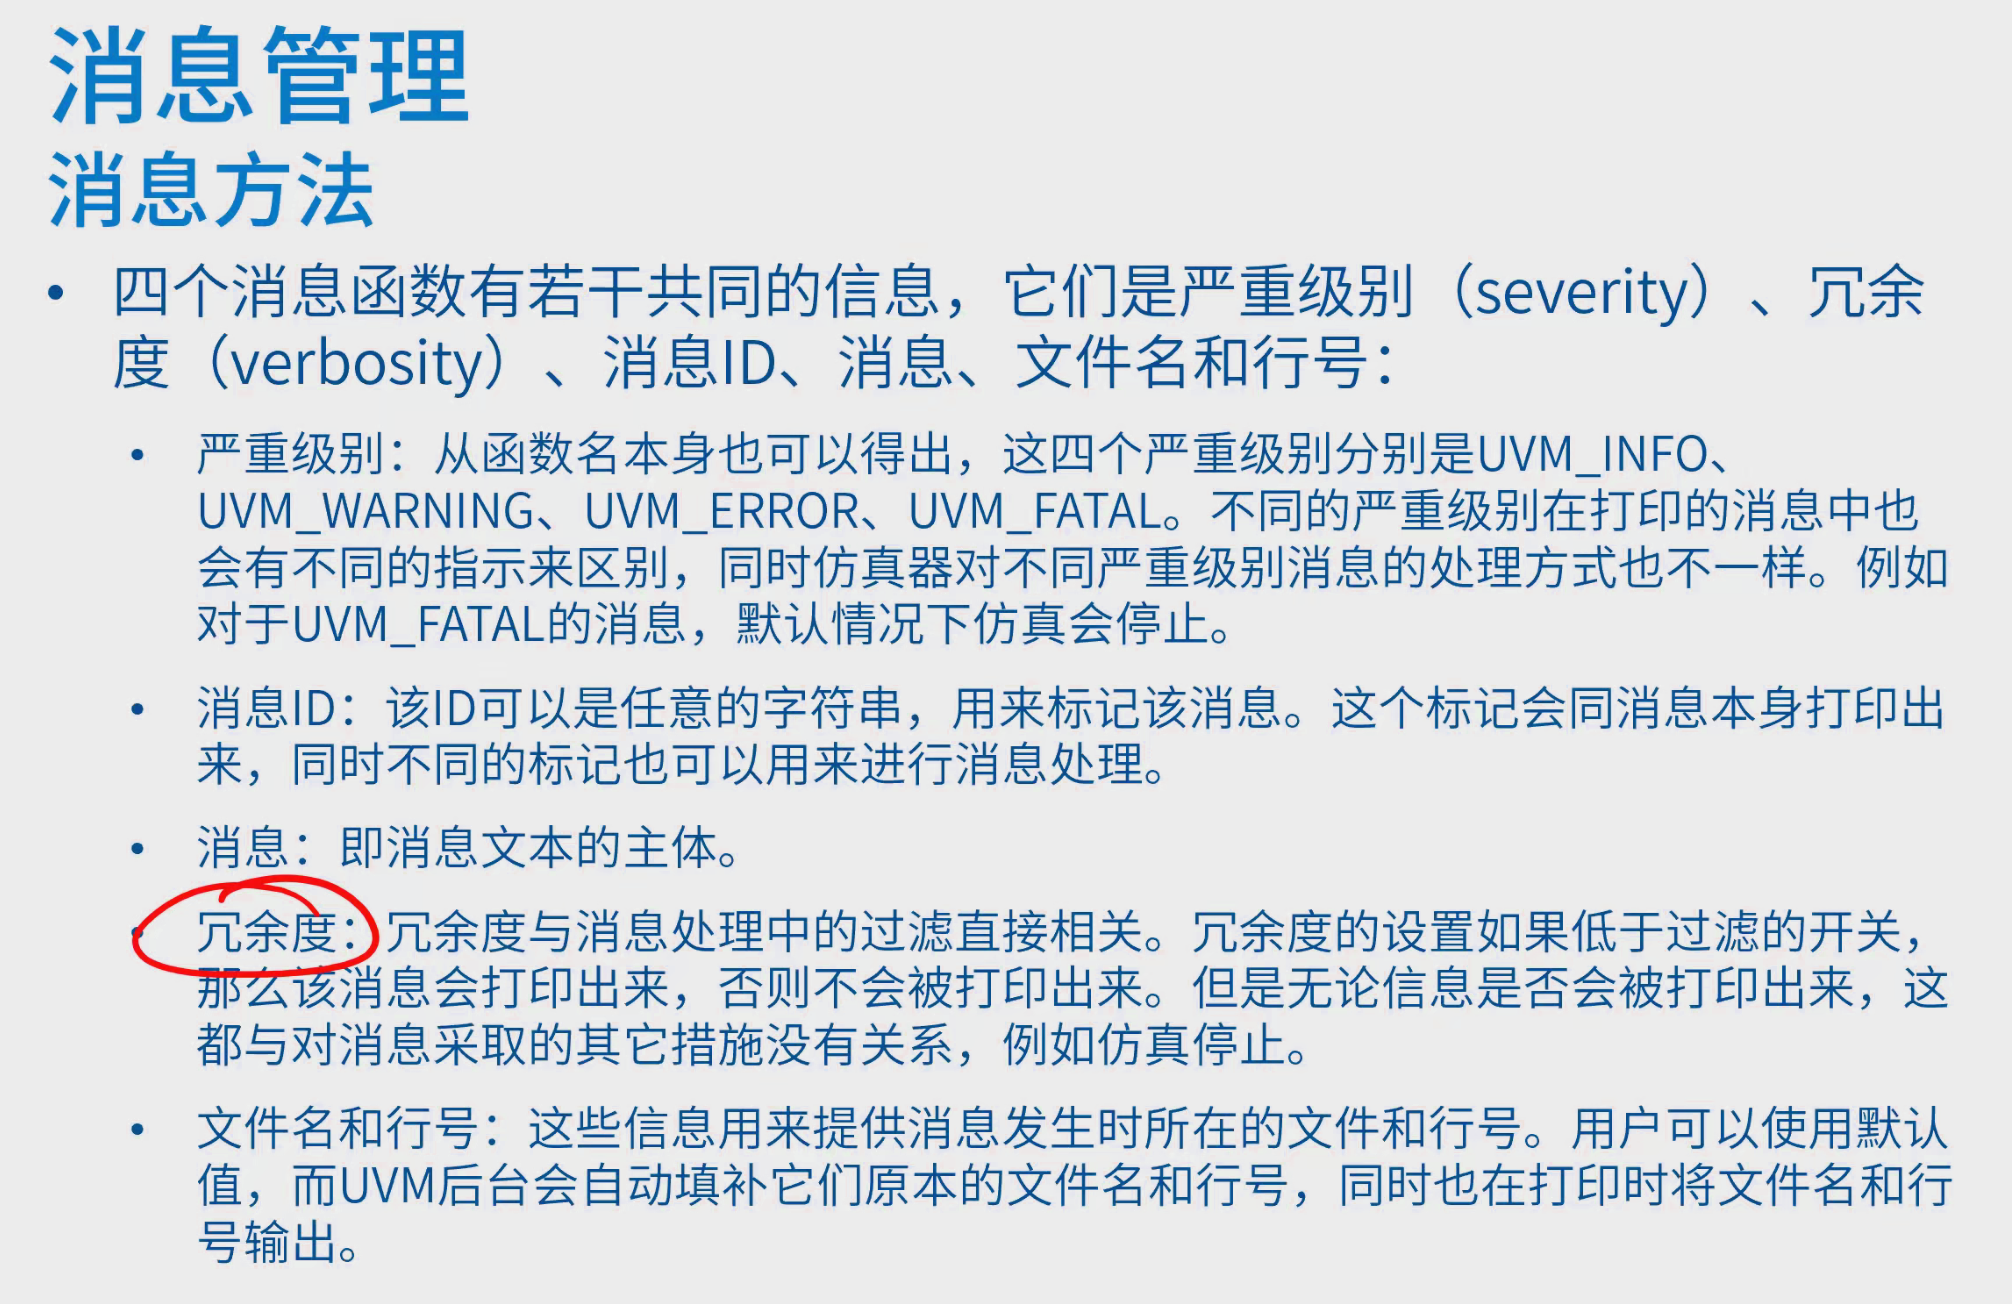 消息管理
消息方法
• 四个消息函数有若干共同的信息，它们是严重级别（severity）、冗余
度（verbosity）、消息ID、消息、文件名和行号：
• 严重级别：从函数名本身也可以得出，这四个严重级别分别是UVM_INFO、
UVM_WARNING、UVM_ERROR、UVM_FATAL。不同的严重级别在打印的消息中也
会有不同的指示来区别，同时仿真器对不同严重级别消息的处理方式也不一样。例如
对于UVM_FATAL的消息，默认情况下仿真会停止。
• 消息ID：该ID可以是任意的字符串，用来标记该消息。这个标记会同消息本身打印出
来，同时不同的标记也可以用来进行消息处理。
• 消息：即消息文本的主体。
• 冗余度：冗余度与消息处理中的过滤直接相关。冗余度的设置如果低于过滤的开关，
那么该消息会打印出来，否则不会被打印出来。但是无论信息是否会被打印出来，这
都与对消息采取的其它措施没有关系，例如仿真停止。
• 文件名和行号：这些信息用来提供消息发生时所在的文件和行号。用户可以使用默认
值，而UVM后台会自动填补它们原本的文件名和行号，同时也在打印时将文件名和行
号输出。